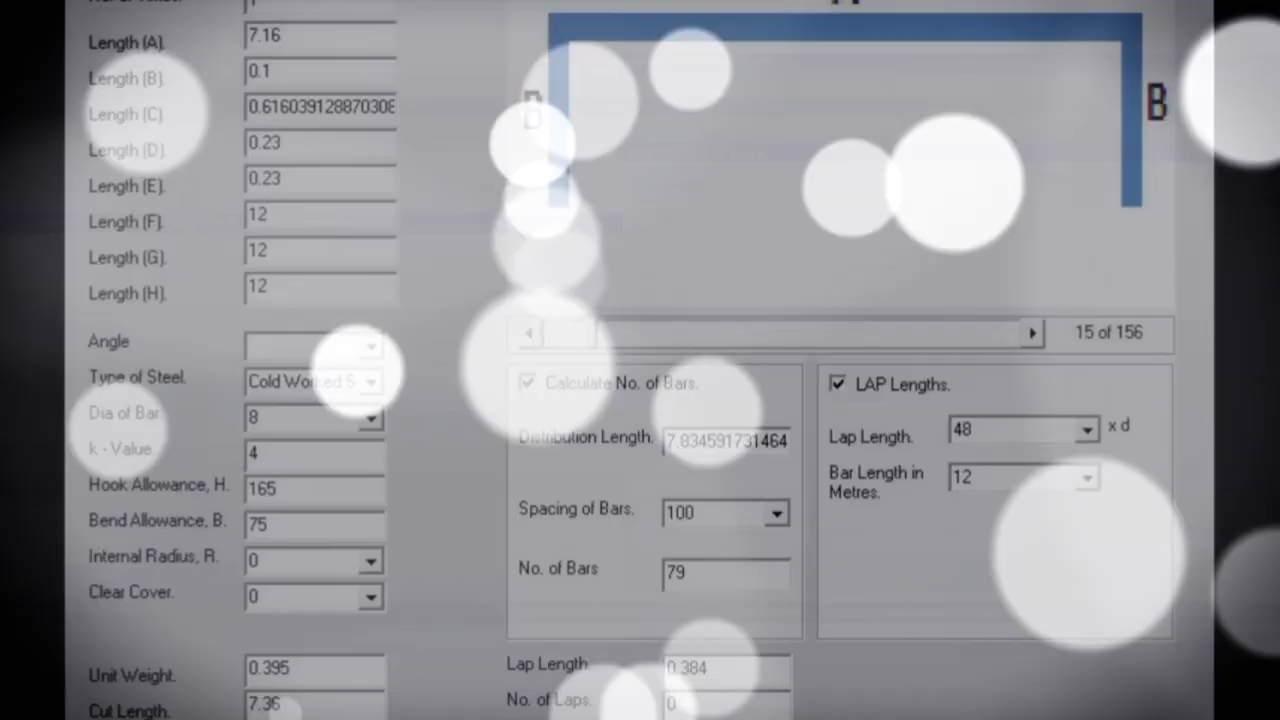 Length (A). 7.16
Length (B). 0.1
Length (C). 0.616039128870308
Length (D). 0.23
Length (E). 0.23
Length (F). 12
Length (G). 12
Length (H). 12
Angle
Type of Steel. Cold Worked S
Dia of Bar 8
k - Value 4
Hook Allowance, H. 165
Bend Allowance, B. 75
Internal Radius, R. 0
Clear Cover. 0
Unit Weight. 0.395
Cut Length. 7.36
B B
15 of 156
Calculate No. of Bars.
Distribution Length. 7.834591731464
Spacing of Bars. 100
No. of Bars 79
LAP Lengths.
Lap Length. 48 x d
Bar Length in
Metres. 12
Lap Length 0.384
No. of Laps. 0